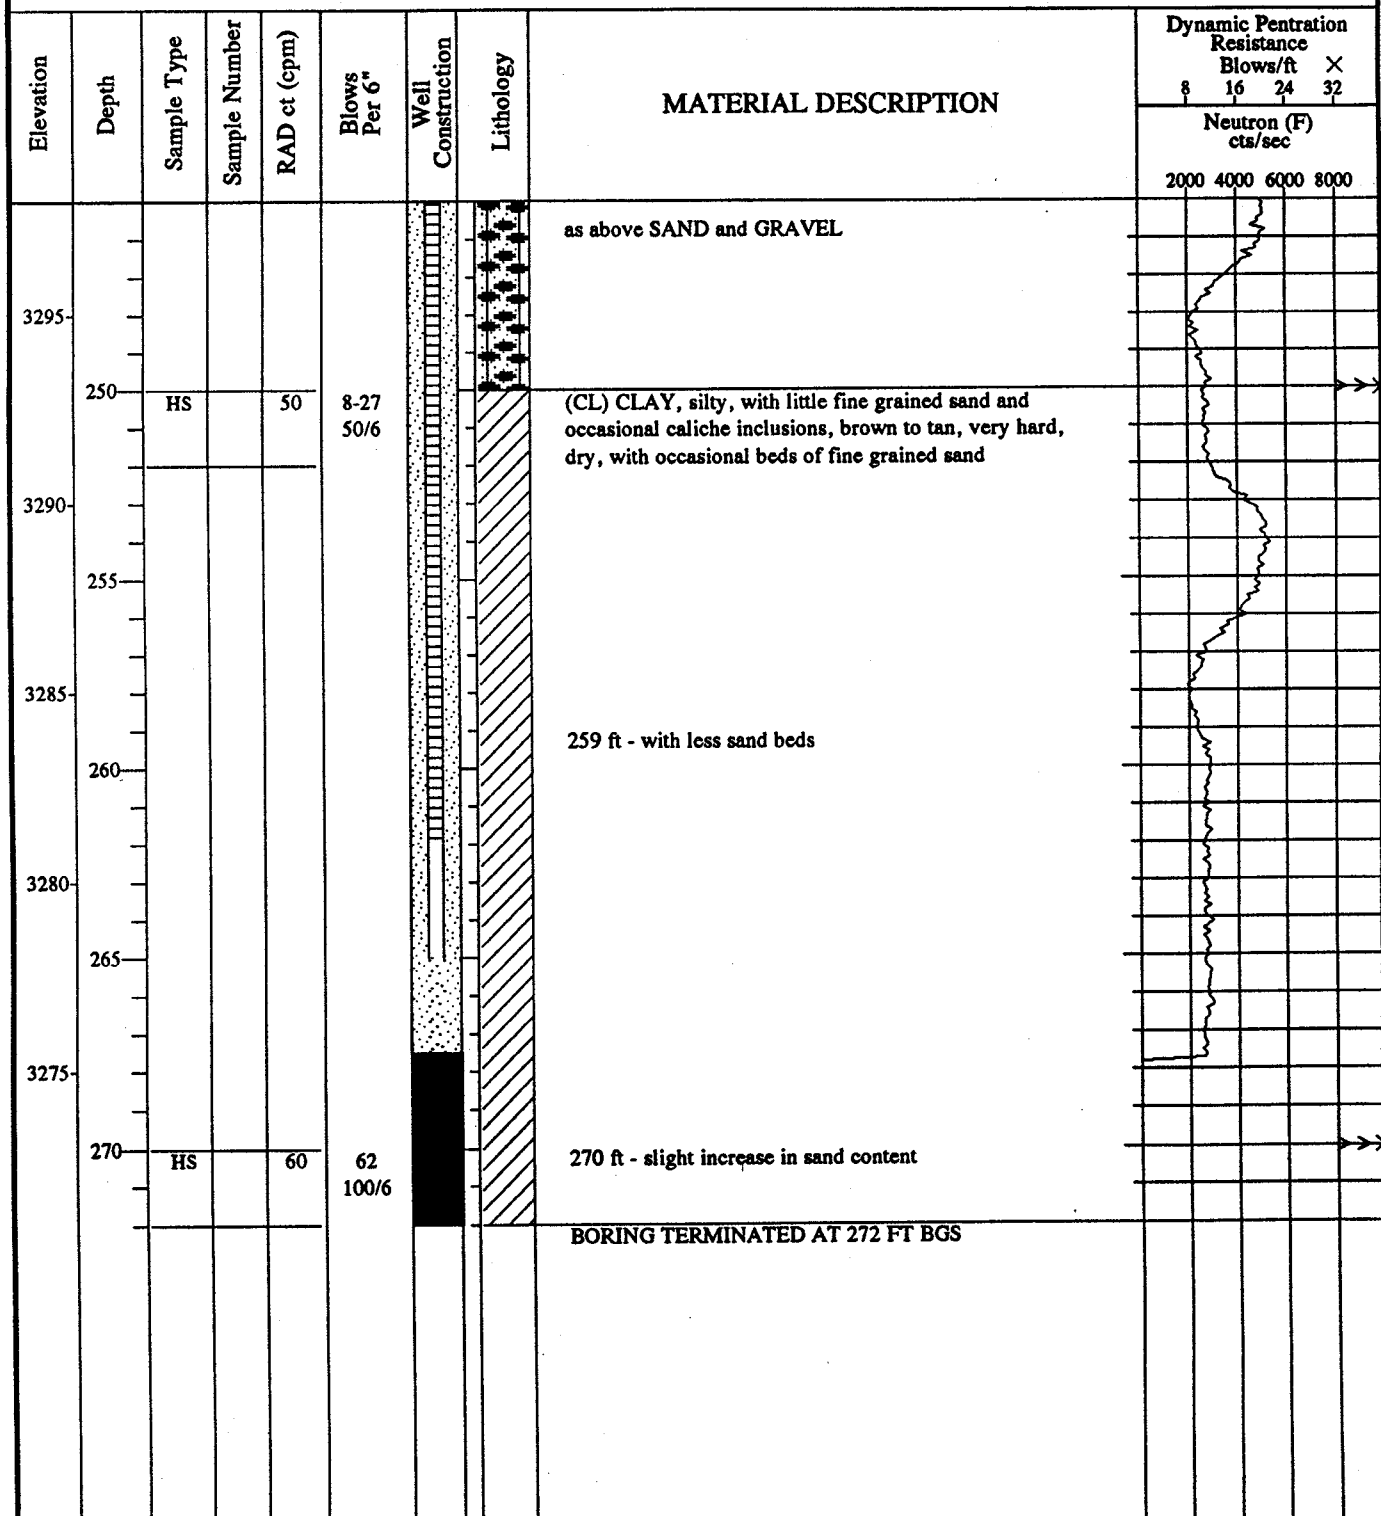 Elevation
Depth
Sample Type
Sample Number
RAD ct (cpm)
Blows
Per 6"
Well
Construction
Lithology
MATERIAL DESCRIPTION
Dynamic Pentration
Resistance
Blows/ft ×
8 16 24 32
Neutron (F)
cts/sec
2000 4000 6000 8000
as above SAND and GRAVEL
3295
250
HS 50 8-27
50/6
(CL) CLAY, silty, with little fine grained sand and
occasional caliche inclusions, brown to tan, very hard,
dry, with occasional beds of fine grained sand
3290
255
3285
259 ft - with less sand beds
260
3280
265
3275
270
HS 60 62
100/6
270 ft - slight increase in sand content
BORING TERMINATED AT 272 FT BGS